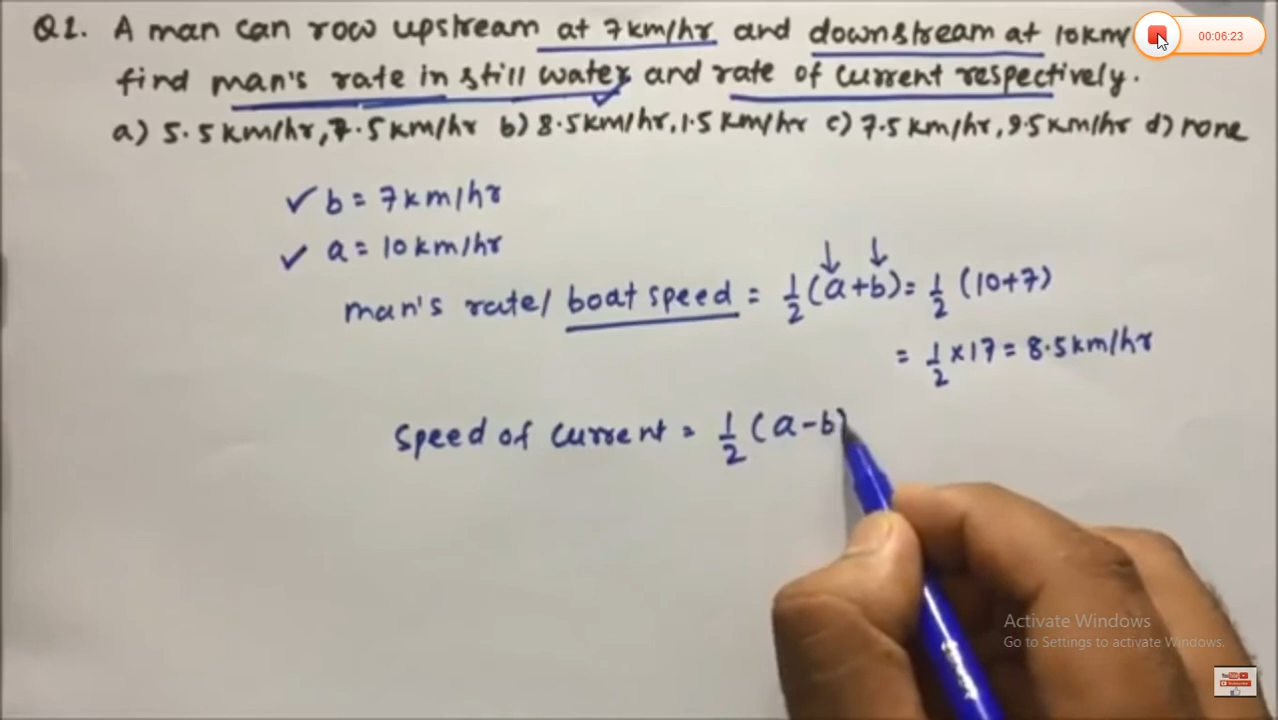 Q1. A man can row upstream at 7km/hr and downstream at 10km/
find man's rate in still water and rate of current respectively.
a) 5.5km/hr, 7.5km/hr b) 8.5km/hr, 1.5km/hr c) 7.5km/hr, 9.5km/hr d) none
✓ b = 7km/hr
✓ a = 10km/hr
man's rate/ boat speed = 1/2 (a+b) = 1/2 (10+7)
= 1/2 × 17 = 8.5km/hr
Speed of current = 1/2 (a-b)
00:06:23
Activate Windows
Go to Settings to activate Windows.